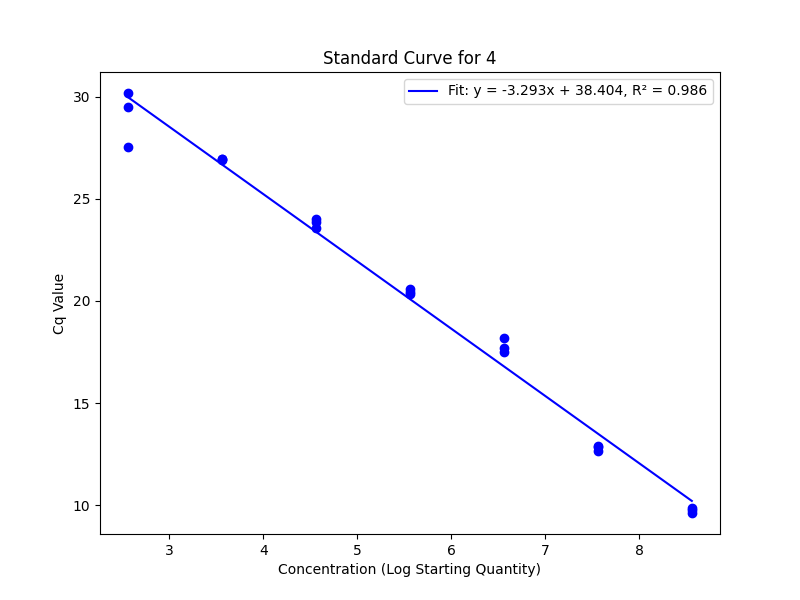 Standard Curve for 4
Fit: y = -3.293x + 38.404, R² = 0.986
30
25
20
15
10
Cq Value
3 4 5 6 7 8
Concentration (Log Starting Quantity)